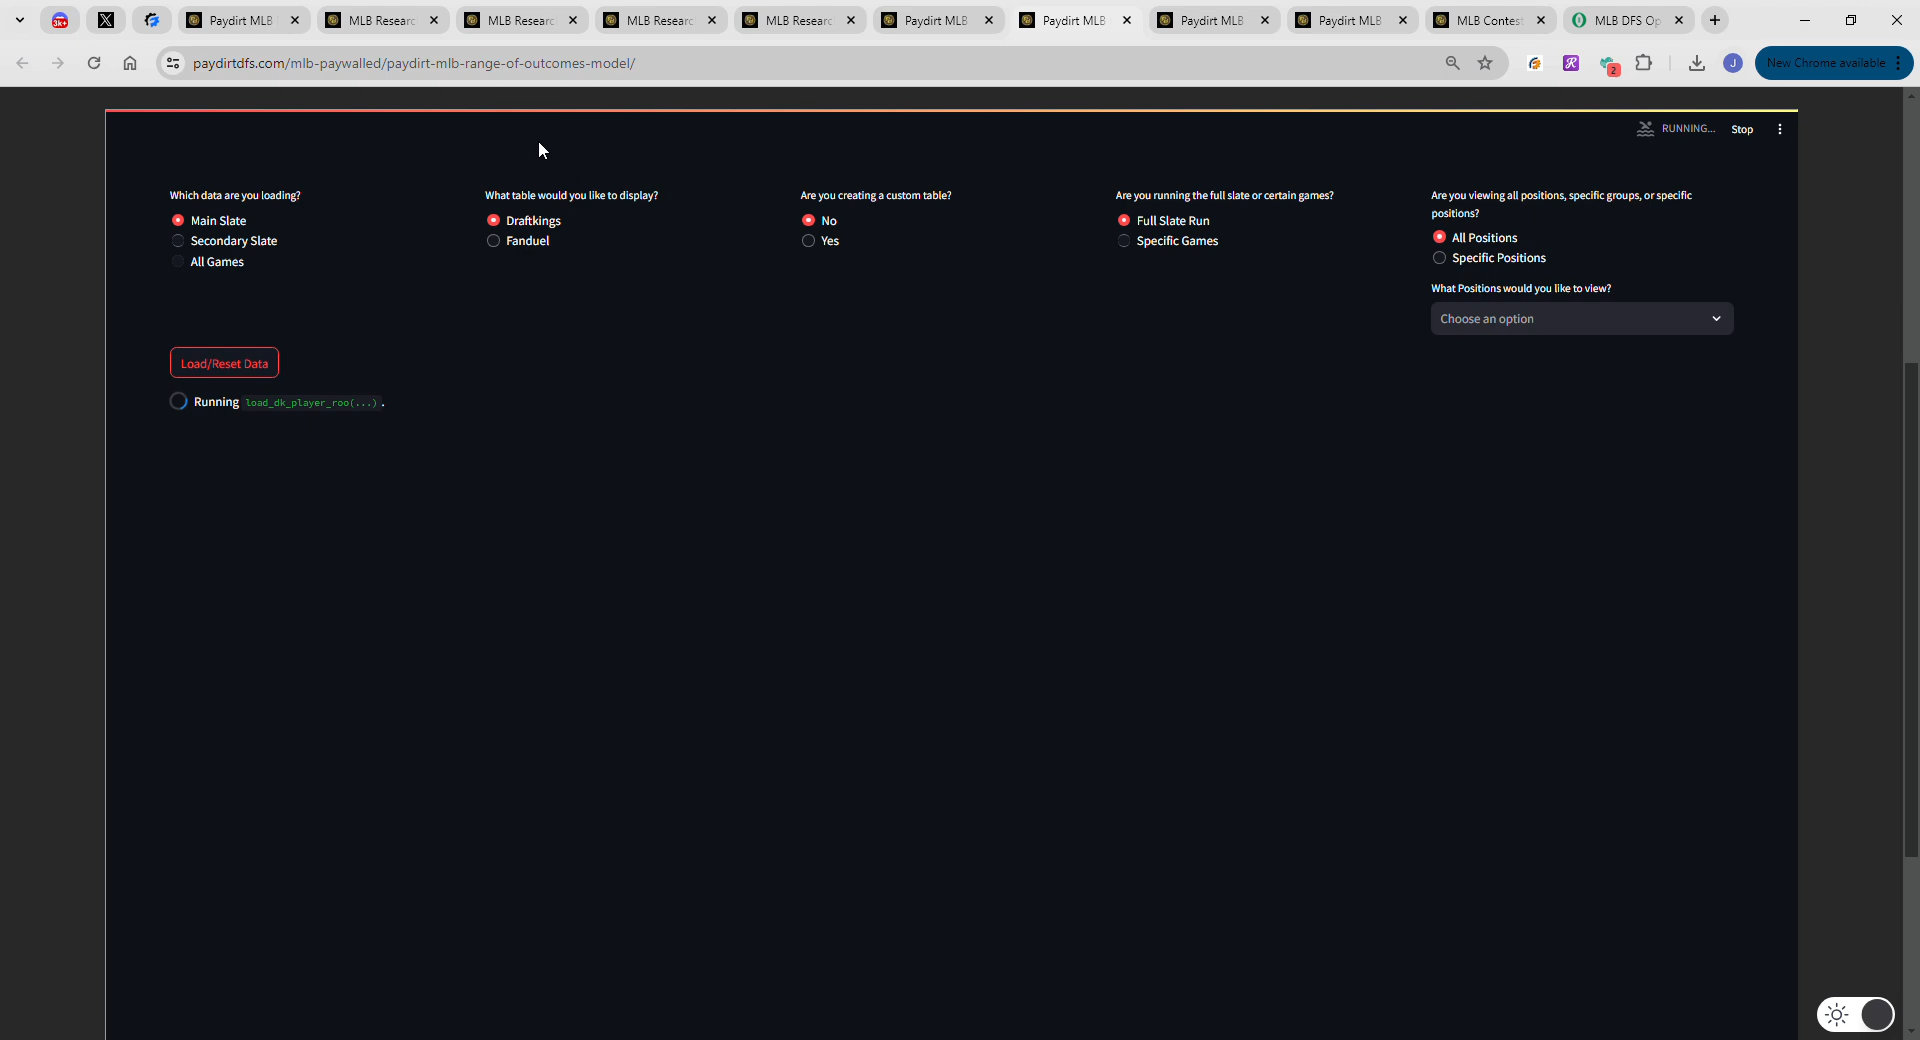 3k+
Paydirt MLB
MLB Researc
MLB Researc
MLB Researc
MLB Researc
Paydirt MLB
Paydirt MLB
Paydirt MLB
Paydirt MLB
MLB Contest
MLB DFS Op
paydirtdfs.com/mlb-paywalled/paydirt-mlb-range-of-outcomes-model/
2
J
New Chrome available
RUNNING...
Stop
Which data are you loading?
Main Slate
Secondary Slate
All Games
What table would you like to display?
Draftkings
Fanduel
Are you creating a custom table?
No
Yes
Are you running the full slate or certain games?
Full Slate Run
Specific Games
Are you viewing all positions, specific groups, or specific
positions?
All Positions
Specific Positions
What Positions would you like to view?
Choose an option
Load/Reset Data
Running load_dk_player_roo(...) .